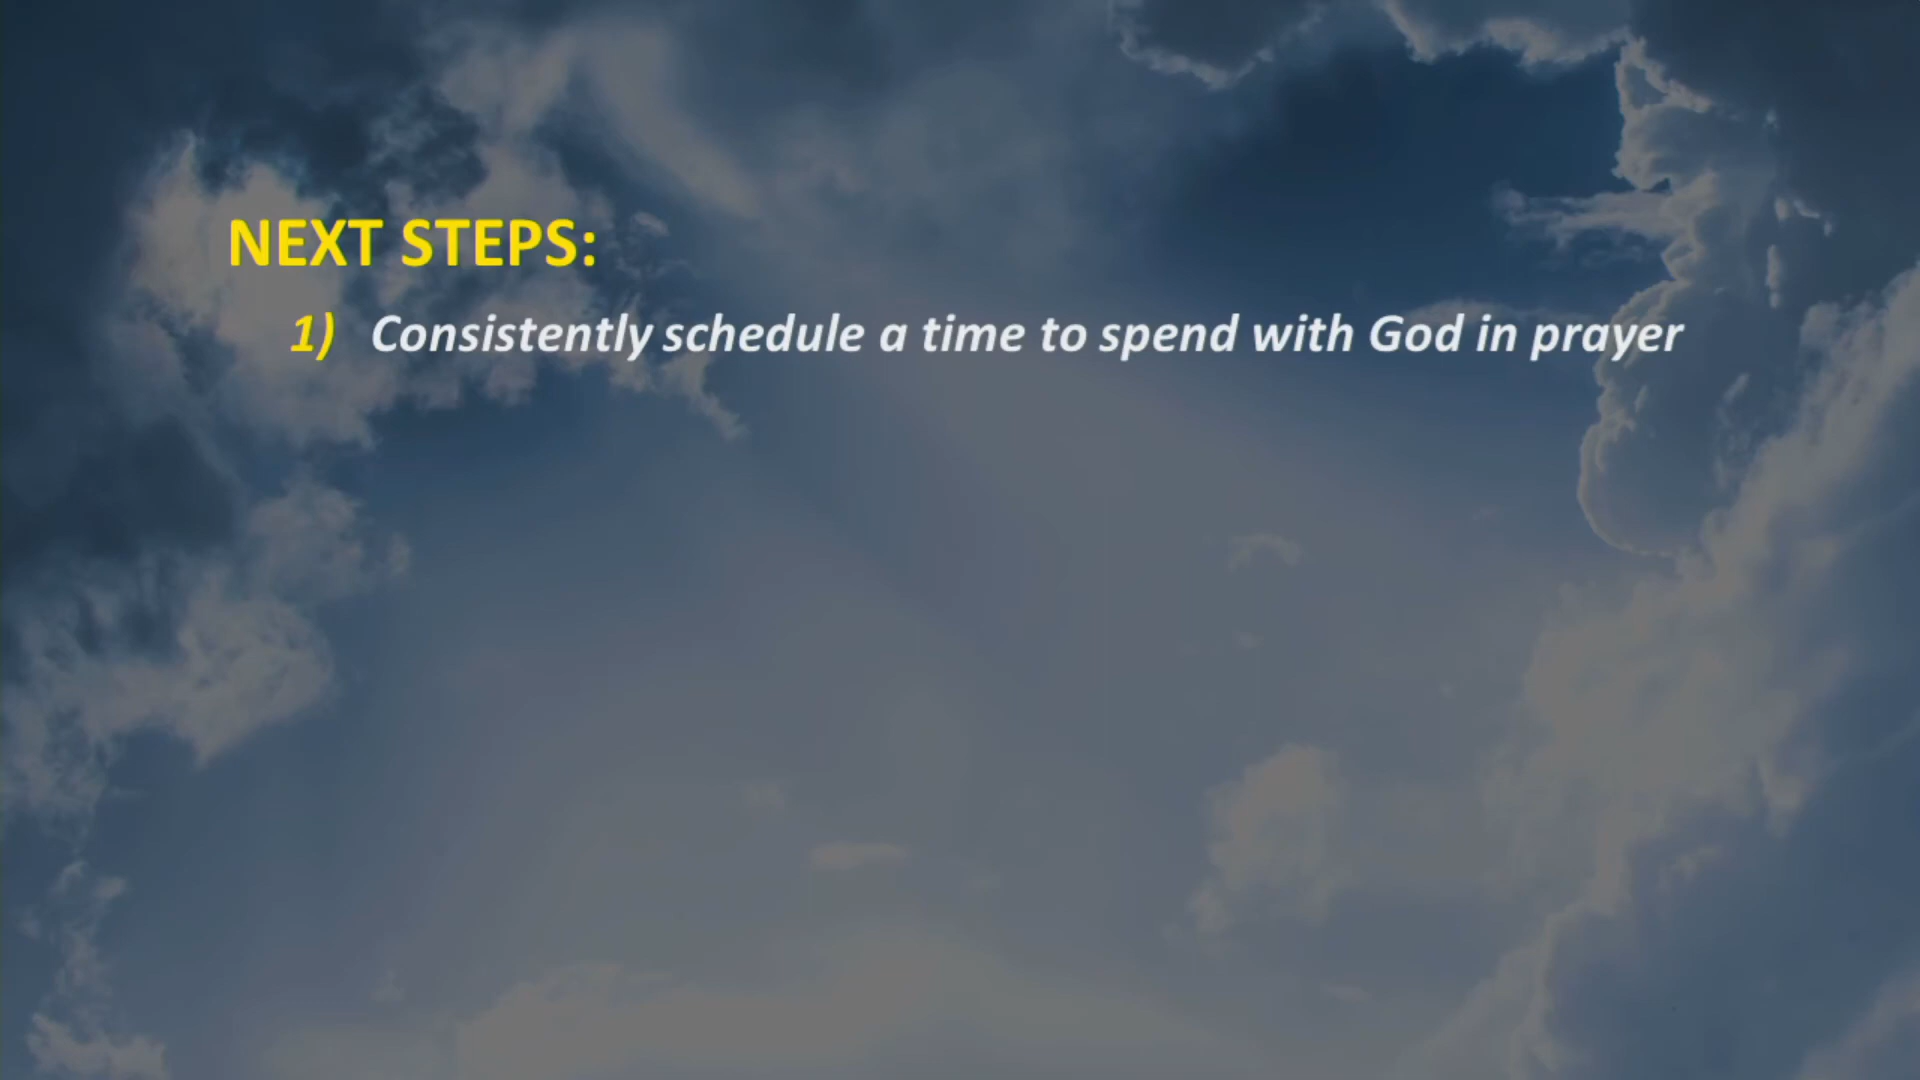 NEXT STEPS:
1) Consistently schedule a time to spend with God in prayer